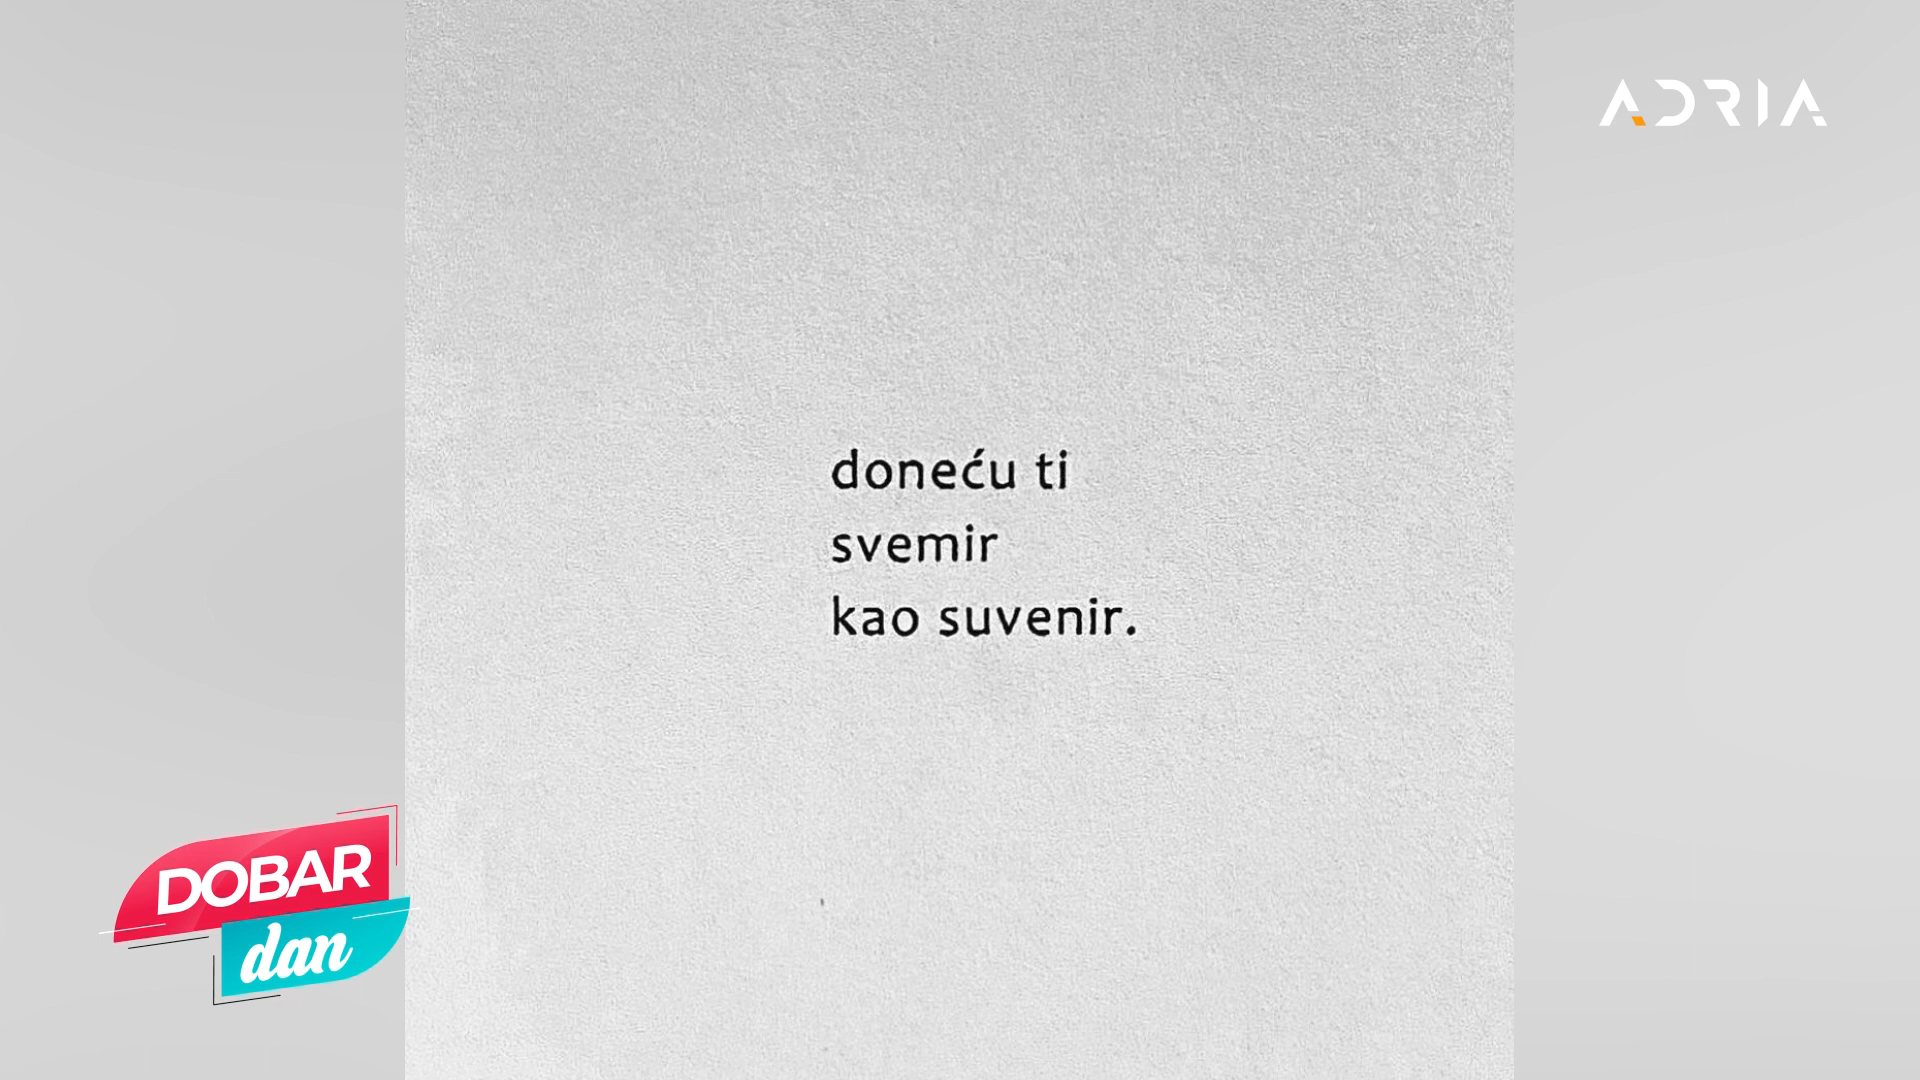 ADRIA
doneću ti
svemir
kao suvenir.
DOBAR
dan